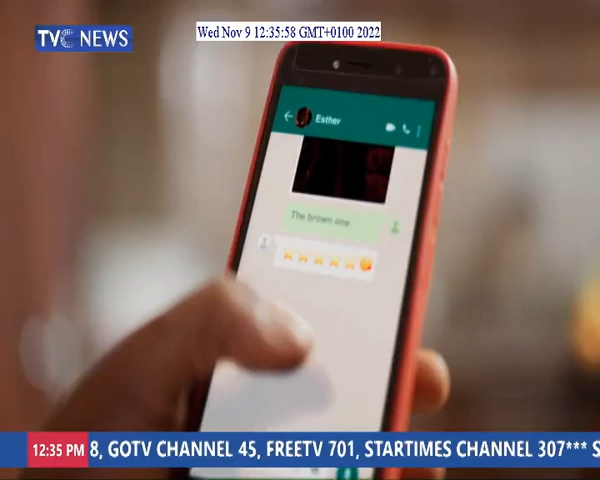 TVC NEWS
Wed Nov 9 12:35:58 GMT+0100 2022
Esther
The brown one
12:35 PM
8, GOTV CHANNEL 45, FREETV 701, STARTIMES CHANNEL 307*** S